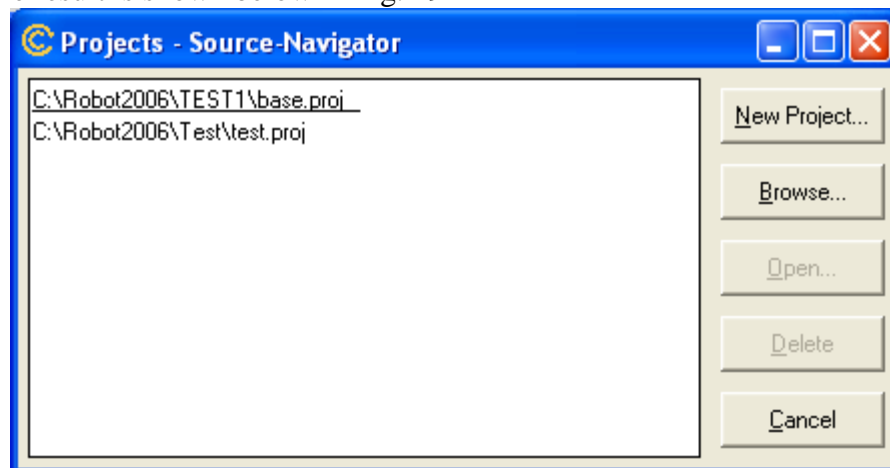 Projects - Source-Navigator
C:\Robot2006\TEST1\base.proj
C:\Robot2006\Test\test.proj
New Project...
Browse...
Open...
Delete
Cancel